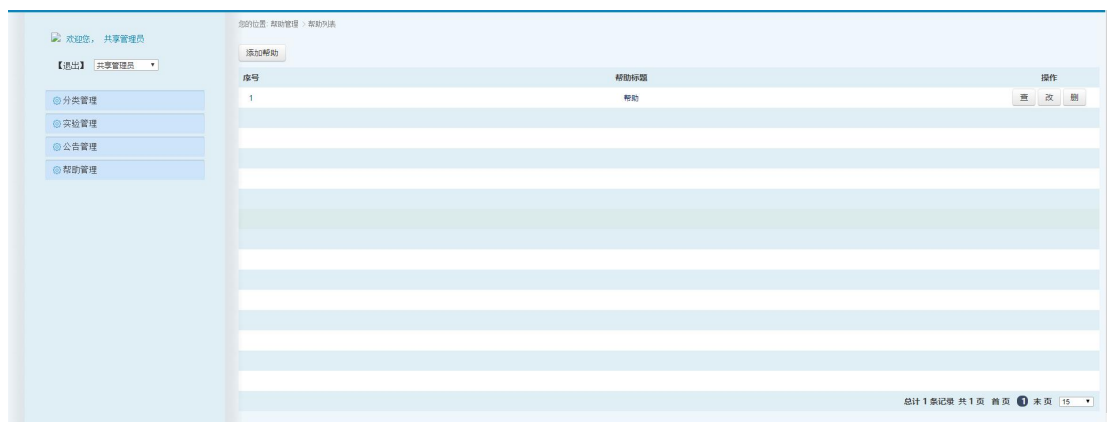 您的位置: 帮助管理 > 帮助列表
欢迎您， 共享管理员
【退出】 共享管理员
添加帮助
序号 帮助标题 操作
1 帮助 查 改 删
分类管理
实验管理
公告管理
帮助管理
总计 1 条记录 共 1 页 首页 1 末页 15